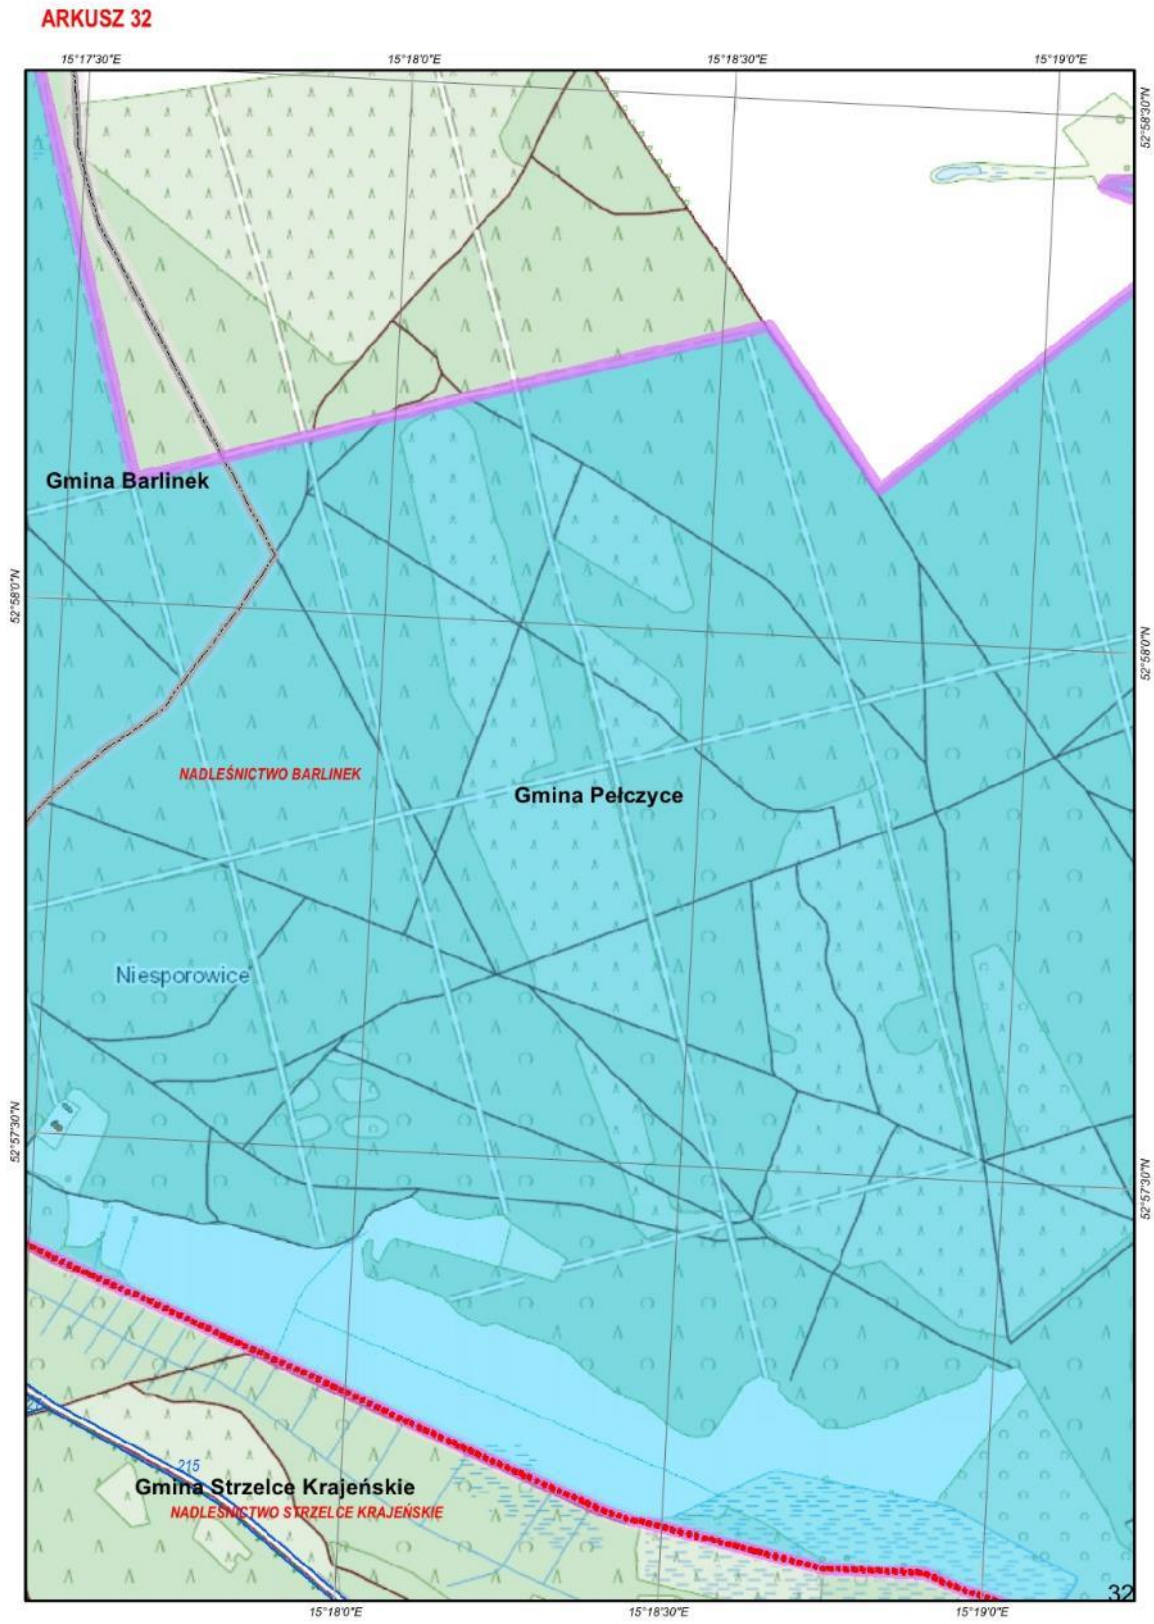 ARKUSZ 32
15°17'30"E 15°18'0"E 15°18'30"E 15°19'0"E
52°58'30"N
Gmina Barlinek
52°58'0"N
52°58'0"N
NADLEŚNICTWO BARLINEK
Gmina Pełczyce
Niesporowice
52°57'30"N
52°57'30"N
215
Gmina Strzelce Krajeńskie
NADLEŚNICTWO STRZELCE KRAJEŃSKIE
32
15°18'0"E 15°18'30"E 15°19'0"E